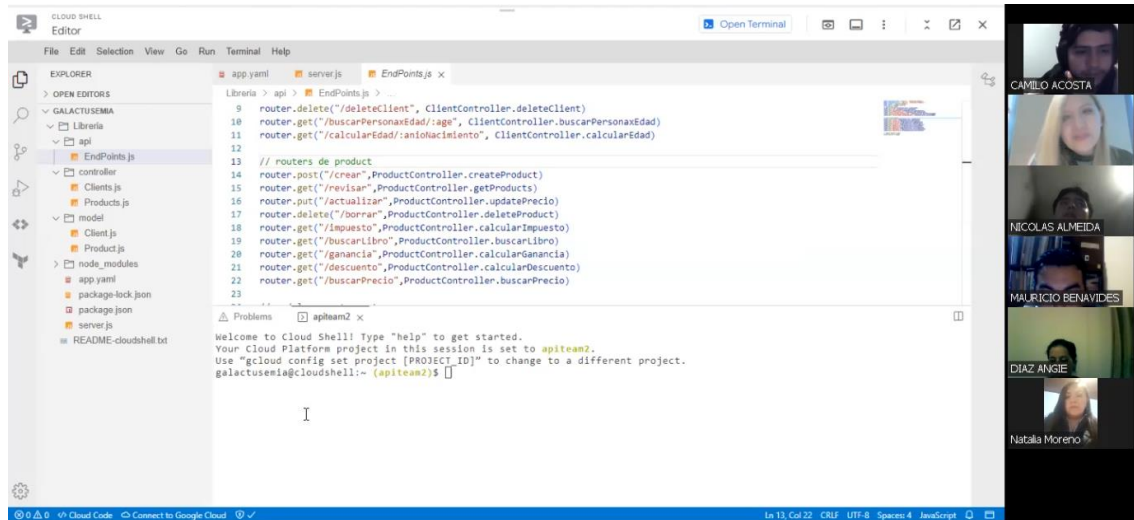 CLOUD SHELL
Editor
Open Terminal
File Edit Selection View Go Run Terminal Help
EXPLORER
OPEN EDITORS
GALACTUSEMIA
Libreria
api
EndPoints.js
controller
Clients.js
Products.js
model
Client.js
Product.js
node_modules
app.yaml
package-lock.json
package.json
server.js
README-cloudshell.txt
app.yaml server.js EndPoints.js
Libreria > api > EndPoints.js > ...
9 router.delete("/deleteClient", ClientController.deleteClient)
10 router.get("/buscarPersonaxEdad/:age", ClientController.buscarPersonaxEdad)
11 router.get("/calcularEdad/:anioNacimiento", ClientController.calcularEdad)
12
13 // routers de product
14 router.post("/crear",ProductController.createProduct)
15 router.get("/revisar",ProductController.getProducts)
16 router.put("/actualizar",ProductController.updatePrecio)
17 router.delete("/borrar",ProductController.deleteProduct)
18 router.get("/impuesto",ProductController.calcularImpuesto)
19 router.get("/buscarLibro",ProductController.buscarLibro)
20 router.get("/ganancia",ProductController.calcularGanancia)
21 router.get("/descuento",ProductController.calcularDescuento)
22 router.get("/buscarPrecio",ProductController.buscarPrecio)
23
Problems apiteam2
Welcome to Cloud Shell! Type "help" to get started.
Your Cloud Platform project in this session is set to apiteam2.
Use “gcloud config set project [PROJECT_ID]” to change to a different project.
galactusemia@cloudshell:~ (apiteam2)$
0 0 Cloud Code Connect to Google Cloud
Ln 13, Col 22 CRLF UTF-8 Spaces: 4 JavaScript
CAMILO ACOSTA
NICOLAS ALMEIDA
MAURICIO BENAVIDES
DIAZ ANGIE
Natalia Moreno